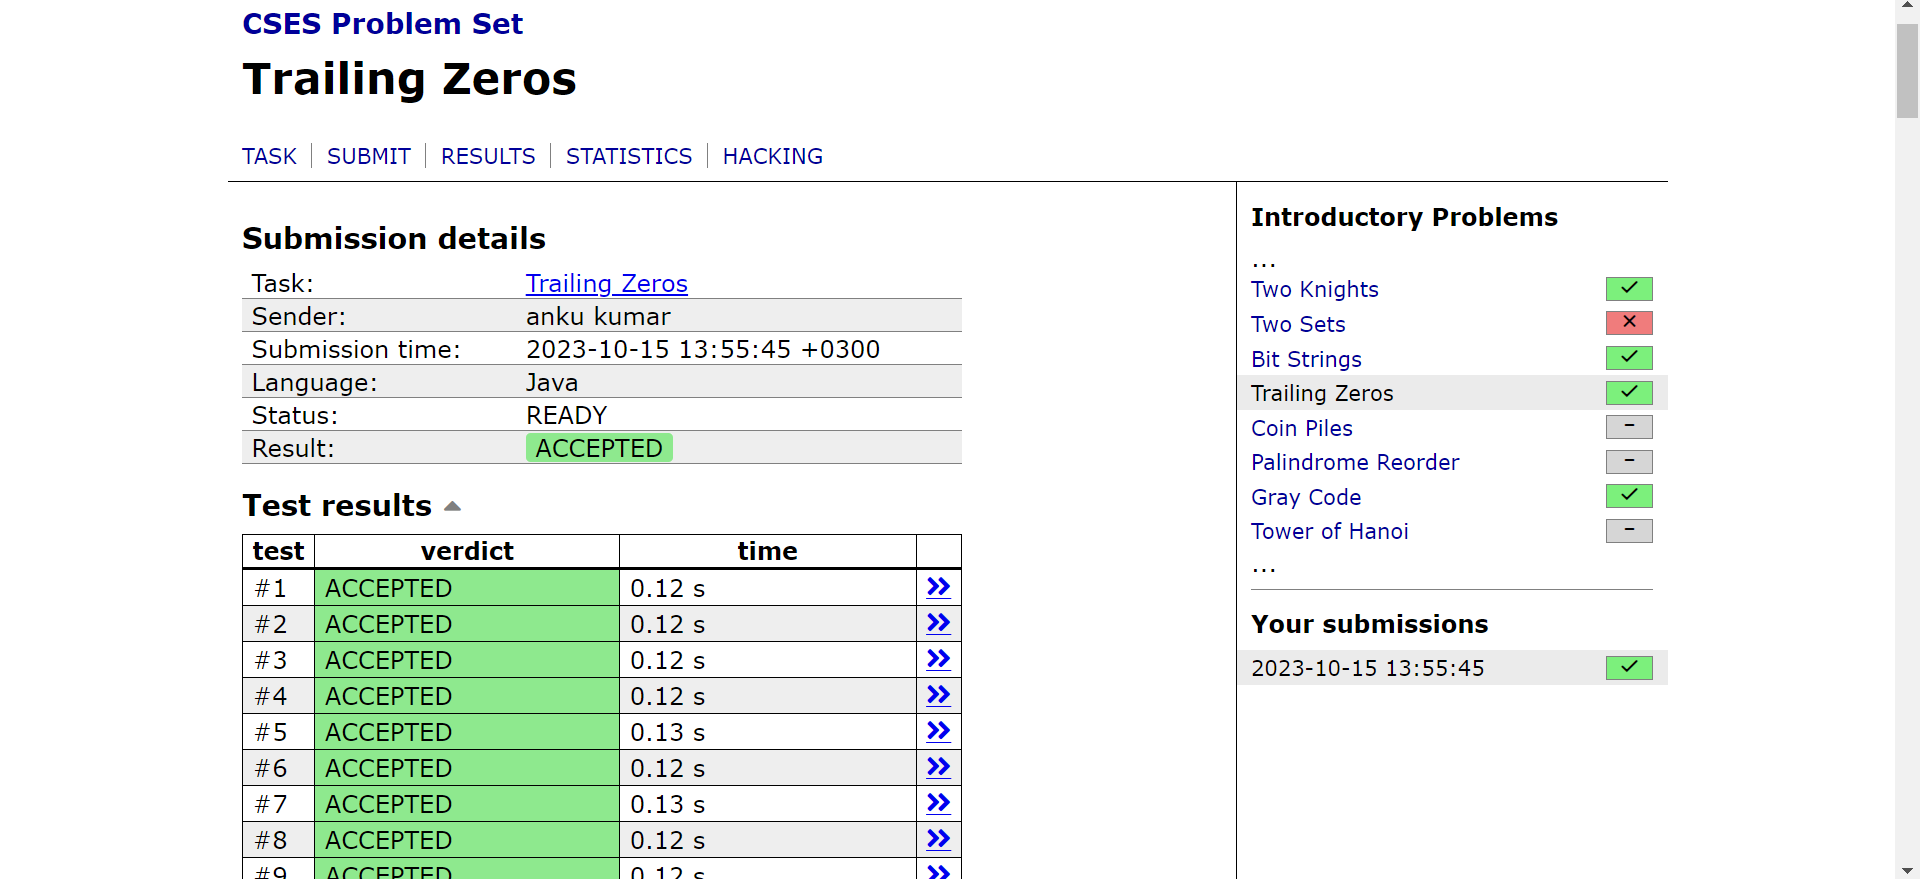 CSES Problem Set
Trailing Zeros
TASK | SUBMIT | RESULTS | STATISTICS | HACKING
Submission details
Task: Trailing Zeros
Sender: anku kumar
Submission time: 2023-10-15 13:55:45 +0300
Language: Java
Status: READY
Result: ACCEPTED
Test results
test verdict time
#1 ACCEPTED 0.12 s »
#2 ACCEPTED 0.12 s »
#3 ACCEPTED 0.12 s »
#4 ACCEPTED 0.12 s »
#5 ACCEPTED 0.13 s »
#6 ACCEPTED 0.12 s »
#7 ACCEPTED 0.13 s »
#8 ACCEPTED 0.12 s »
#9 ACCEPTED 0.12 s »
Introductory Problems
...
Two Knights
Two Sets
Bit Strings
Trailing Zeros
Coin Piles
Palindrome Reorder
Gray Code
Tower of Hanoi
...
Your submissions
2023-10-15 13:55:45